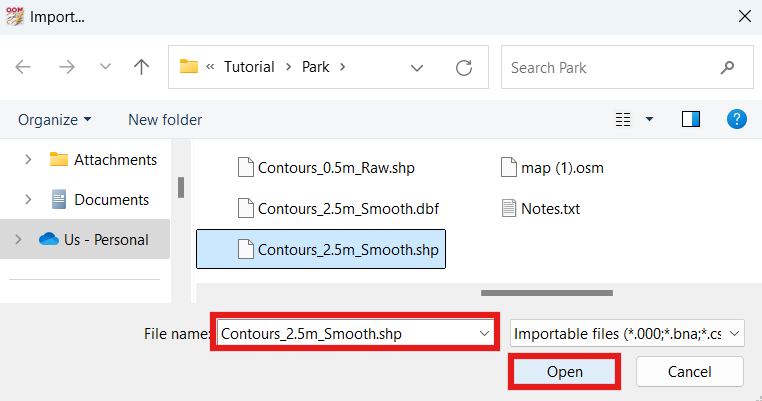 OOM Import...
« Tutorial > Park >
Search Park
Organize New folder
?
Attachments
Documents
Us - Personal
Contours_0.5m_Raw.shp
Contours_2.5m_Smooth.dbf
Contours_2.5m_Smooth.shp
map (1).osm
Notes.txt
File name: Contours_2.5m_Smooth.shp
Importable files (*.000;*.bna;*.cs
Open Cancel